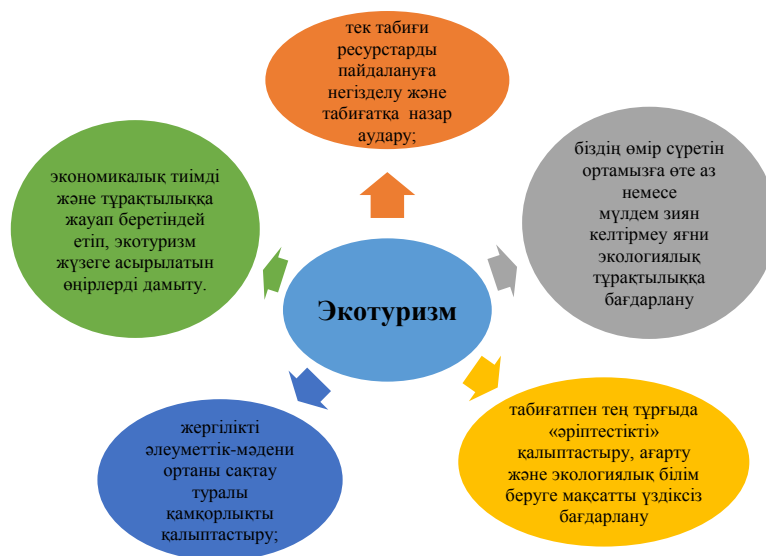 тек табиғи
ресурстарды
пайдалануға
негізделу және
табиғатқа назар
аудару;
біздің өмір сүретін
ортамызға өте аз
немесе
мүлдем зиян
келтірмеу яғни
экологиялық
тұрақтылыққа
бағдарлану
табиғатпен тең тұрғыда
«әріптестікті»
қалыптастыру, ағарту
және экологиялық білім
беруге мақсатты үздіксіз
бағдарлану
жергілікті
әлеуметтік-мәдени
ортаны сақтау
туралы
қамқорлықты
қалыптастыру;
экономикалық тиімді
және тұрақтылыққа
жауап беретіндей
етіп, экотуризм
жүзеге асырылатын
өңірлерді дамыту.
Экотуризм